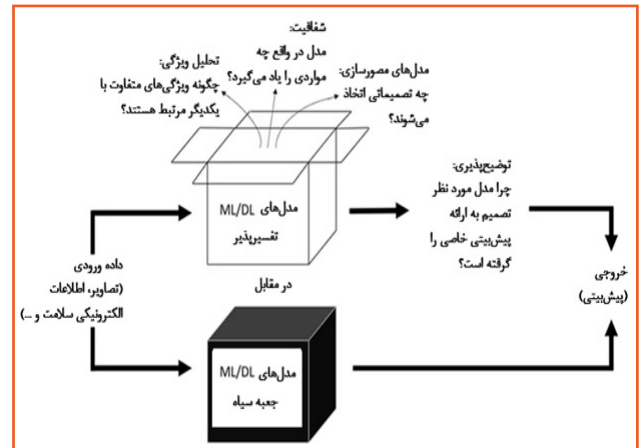 شفافیت:
مدل در واقع چه
مواردی را یاد می‌گیرد؟
تحلیل ویژگی:
چگونه ویژگی‌های متفاوت با
یکدیگر مرتبط هستند؟
مدل‌های مصورسازی:
چه تصمیماتی اتخاذ
می‌شوند؟
مدل‌های ML/DL
تفسیرپذیر
توضیح‌پذیری:
چرا مدل مورد نظر
تصمیم به ارائه
پیش‌بیتی خاصی را
گرفته است؟
داده ورودی
(تصاویر، اطلاعات
الکترونیکی سلامت و ...)
در مقابل
خروجی
(پیش‌بیتی)
مدل‌های ML/DL
جعبه سیاه